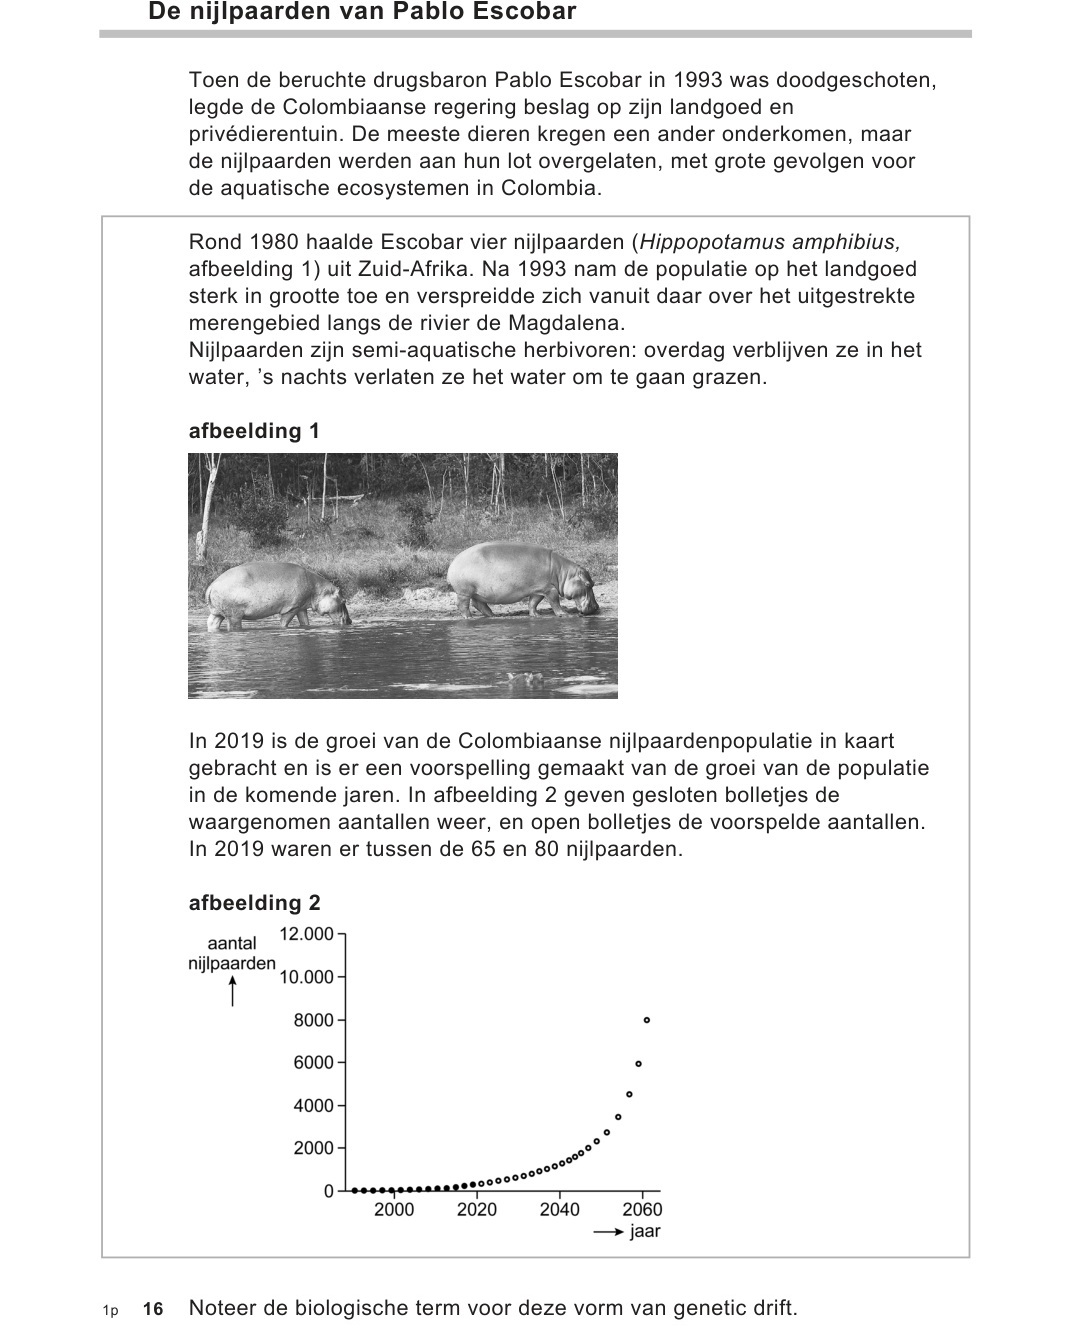 De nijlpaarden van Pablo Escobar
Toen de beruchte drugsbaron Pablo Escobar in 1993 was doodgeschoten,
legde de Colombiaanse regering beslag op zijn landgoed en
privédierentuin. De meeste dieren kregen een ander onderkomen, maar
de nijlpaarden werden aan hun lot overgelaten, met grote gevolgen voor
de aquatische ecosystemen in Colombia.
Rond 1980 haalde Escobar vier nijlpaarden (Hippopotamus amphibius,
afbeelding 1) uit Zuid-Afrika. Na 1993 nam de populatie op het landgoed
sterk in grootte toe en verspreidde zich vanuit daar over het uitgestrekte
merengebied langs de rivier de Magdalena.
Nijlpaarden zijn semi-aquatische herbivoren: overdag verblijven ze in het
water, ’s nachts verlaten ze het water om te gaan grazen.
afbeelding 1
In 2019 is de groei van de Colombiaanse nijlpaardenpopulatie in kaart
gebracht en is er een voorspelling gemaakt van de groei van de populatie
in de komende jaren. In afbeelding 2 geven gesloten bolletjes de
waargenomen aantallen weer, en open bolletjes de voorspelde aantallen.
In 2019 waren er tussen de 65 en 80 nijlpaarden.
afbeelding 2
aantal
nijlpaarden
12.000
10.000
8000
6000
4000
2000
0
2000 2020 2040 2060
jaar
1p 16 Noteer de biologische term voor deze vorm van genetic drift.